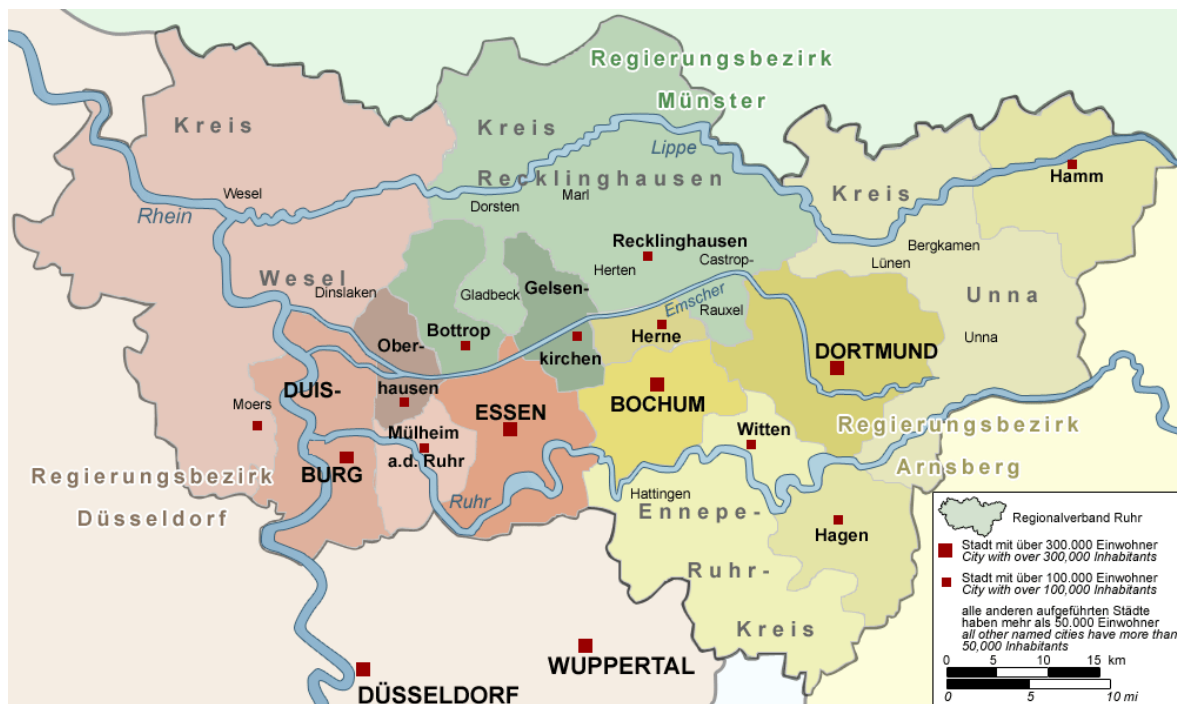 Regierungsbezirk
Münster
Kreis
Kreis
Lippe
Hamm
Recklinghausen
Kreis
Wesel
Marl
Dorsten
Rhein
Recklinghausen
Bergkamen
Castrop-
Lünen
Herten
Wesel
Gelsen-
Dinslaken
Gladbeck
Unna
Emscher
Rauxel
Bottrop
Herne
Unna
Ober-
kirchen
DORTMUND
hausen
DUIS-
Moers
ESSEN
BOCHUM
Mülheim
a.d. Ruhr
Witten
Regierungsbezirk
Arnsberg
BURG
Regierungsbezirk
Düsseldorf
Ruhr
Hattingen
Ennepe-
Hagen
Ruhr-
Kreis
WUPPERTAL
DÜSSELDORF
Regionalverband Ruhr
Stadt mit über 300.000 Einwohner
City with over 300,000 Inhabitants
Stadt mit über 100.000 Einwohner
City with over 100,000 Inhabitants
alle anderen aufgeführten Städte
haben mehr als 50.000 Einwohner
all other named cities have more than
50,000 Inhabitants
0 5 10 15 km
0 5 10 mi